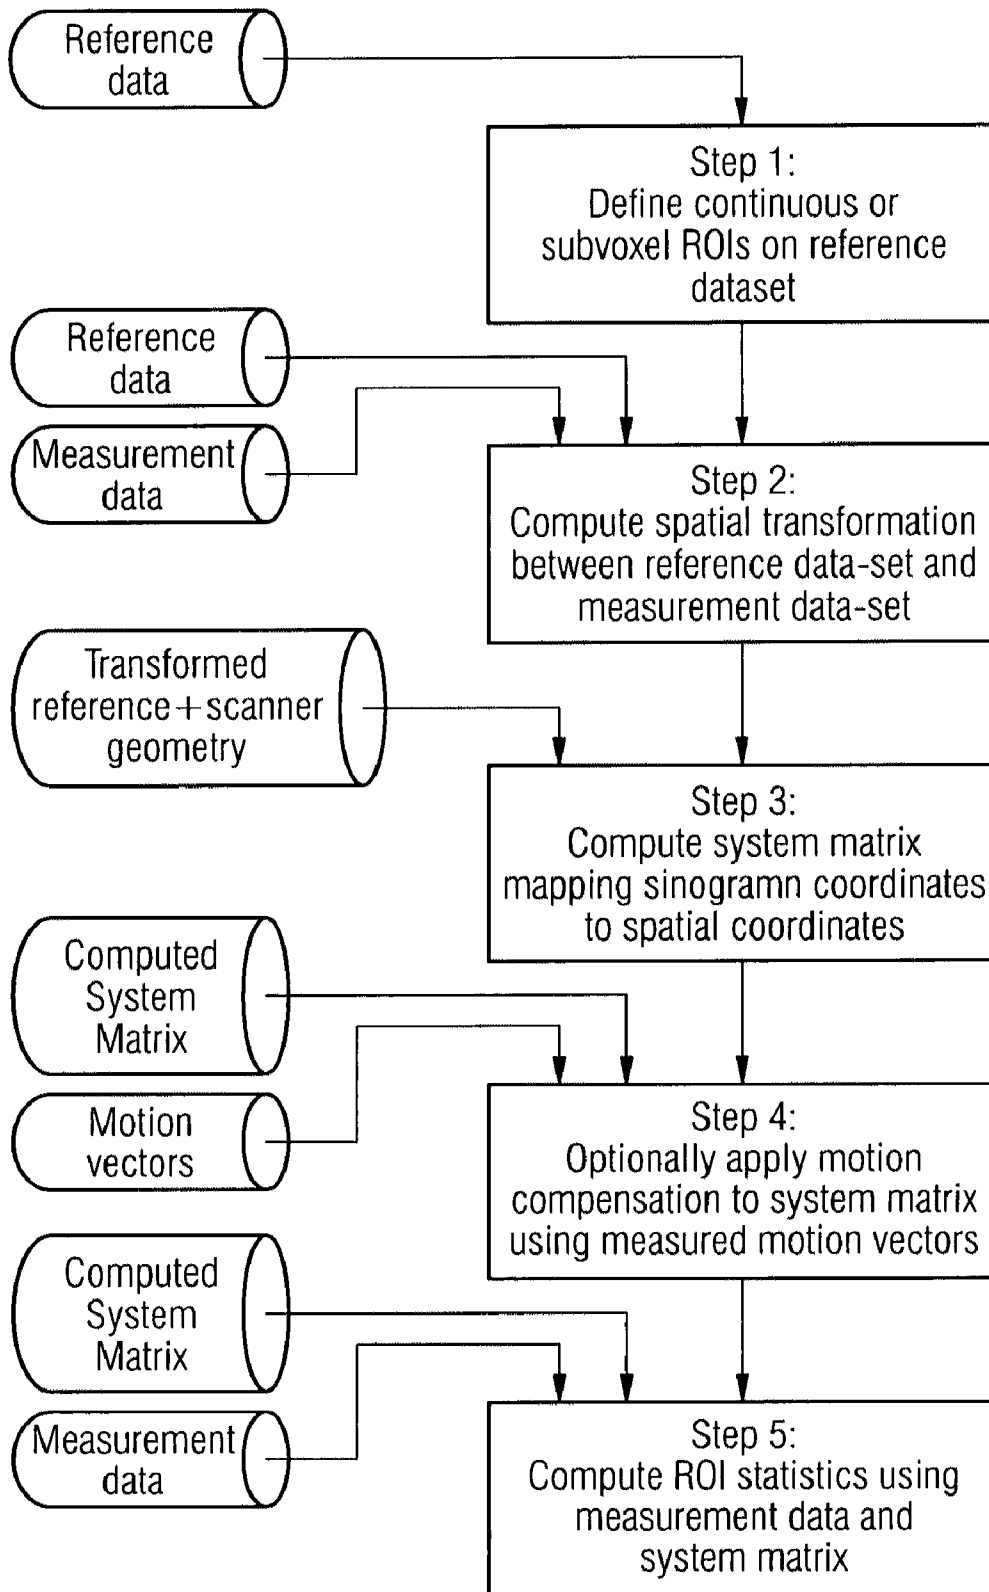 Reference
data
Step 1:
Define continuous or
subvoxel ROIs on reference
dataset
Reference
data
Measurement
data
Step 2:
Compute spatial transformation
between reference data-set and
measurement data-set
Transformed
reference+scanner
geometry
Step 3:
Compute system matrix
mapping sinogramn coordinates
to spatial coordinates
Computed
System
Matrix
Motion
vectors
Step 4:
Optionally apply motion
compensation to system matrix
using measured motion vectors
Computed
System
Matrix
Measurement
data
Step 5:
Compute ROI statistics using
measurement data and
system matrix